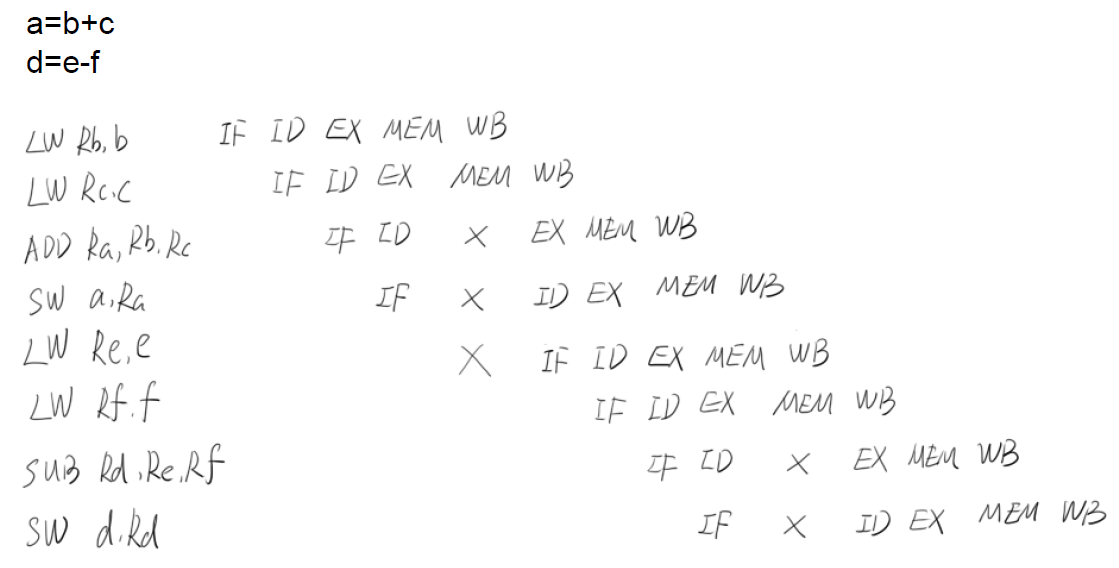 a=b+c
d=e-f
LW Rb,b IF ID EX MEM WB
LW Rc.c IF ID EX MEM WB
ADD Ra,Rb.Rc IF ID X EX MEM WB
SW a,Ra IF X ID EX MEM WB
LW Re,e X IF ID EX MEM WB
LW Rf.f IF ID EX MEM WB
SUB Rd,Re,Rf IF ID X EX MEM WB
SW d.Rd IF X ID EX MEM WB